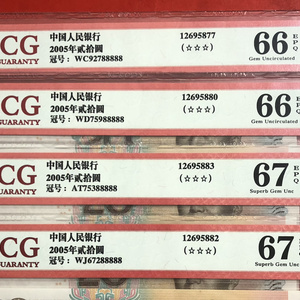 CG
GUARANTY
中国人民银行
2005年贰拾圆
冠号: WC92788888
12695877
(☆☆☆)
66
E
P
Q
Gem Uncirculated
CG
GUARANTY
中国人民银行
2005年贰拾圆
冠号: WD75988888
12695880
(☆☆☆)
66
E
P
Q
Gem Uncirculated
CG
GUARANTY
中国人民银行
2005年贰拾圆
冠号: AT75388888
12695883
(☆☆☆)
67
E
P
Q
Superb Gem Unc
CG
GUARANTY
中国人民银行
2005年贰拾圆
冠号: WJ67288888
12695882
(☆☆☆)
67
Superb Gem Unc